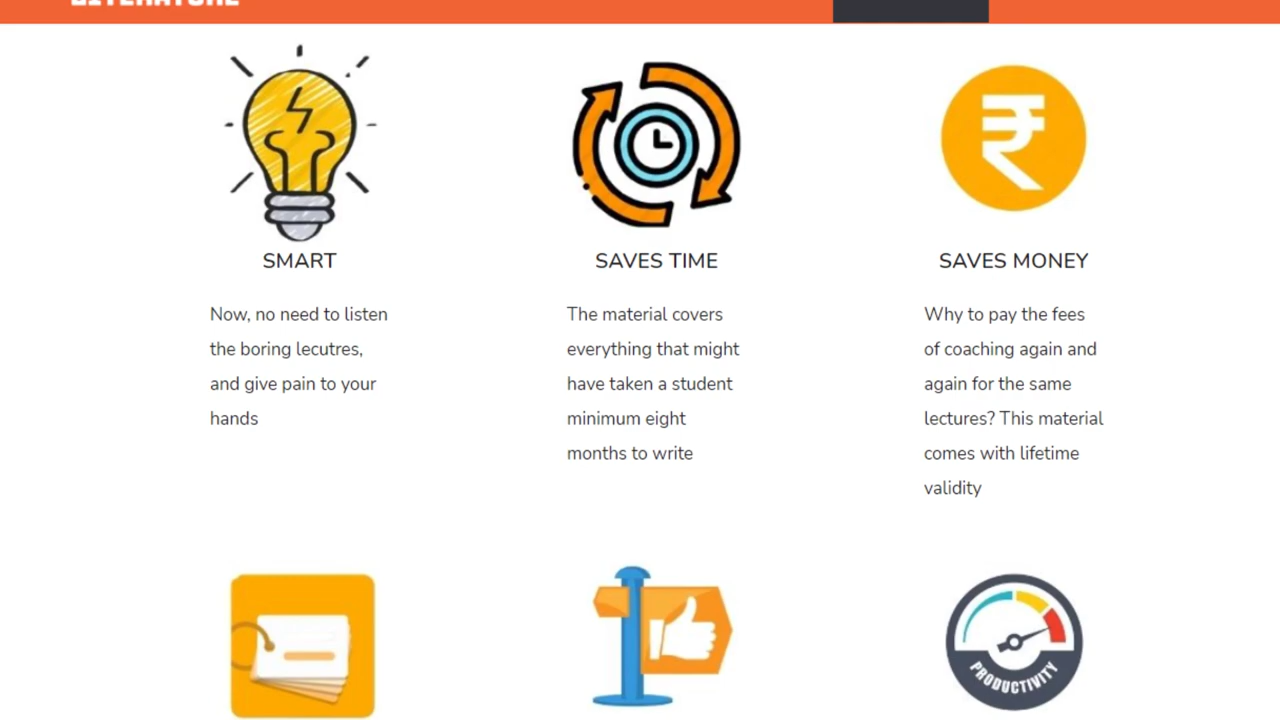 LITERATURE
SMART
SAVES TIME
SAVES MONEY
Now, no need to listen
the boring lecutres,
and give pain to your
hands
The material covers
everything that might
have taken a student
minimum eight
months to write
Why to pay the fees
of coaching again and
again for the same
lectures? This material
comes with lifetime
validity
PRODUCTIVITY